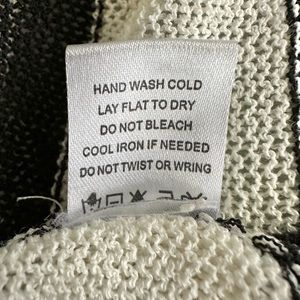 HAND WASH COLD
LAY FLAT TO DRY
DO NOT BLEACH
COOL IRON IF NEEDED
DO NOT TWIST OR WRING